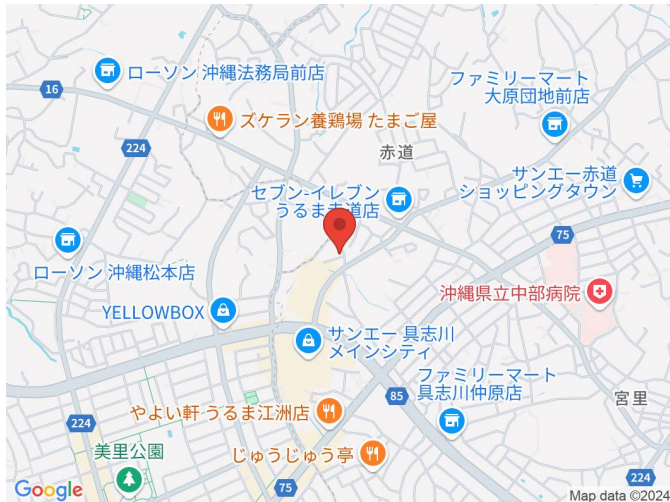 ローソン 沖縄法務局前店
16
224
ズケラン養鶏場 たまご屋
ファミリーマート
大原団地前店
赤道
セブン-イレブン
うるま赤道店
サンエー赤道
ショッピングタウン
75
ローソン 沖縄松本店
YELLOWBOX
沖縄県立中部病院
サンエー 具志川
メインシティ
ファミリーマート
具志川仲原店
85
宮里
やよい軒 うるま江洲店
224
美里公園
じゅうじゅう亭
75
224
Google
Map data ©2024